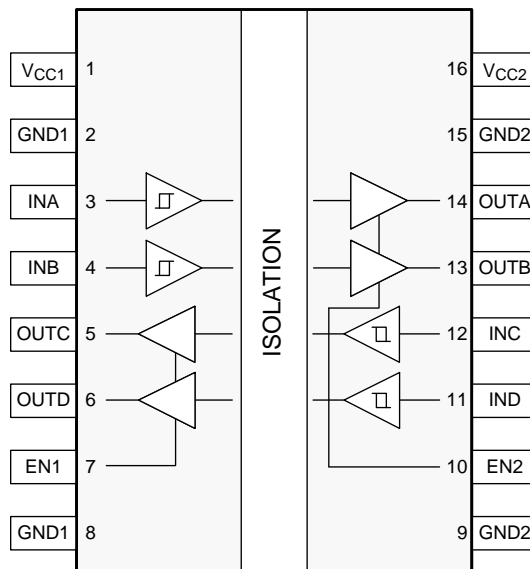 VCC1 1 16 VCC2
GND1 2 15 GND2
INA 3 14 OUTA
INB 4 13 OUTB
OUTC 5 12 INC
OUTD 6 11 IND
EN1 7 10 EN2
GND1 8 9 GND2
ISOLATION